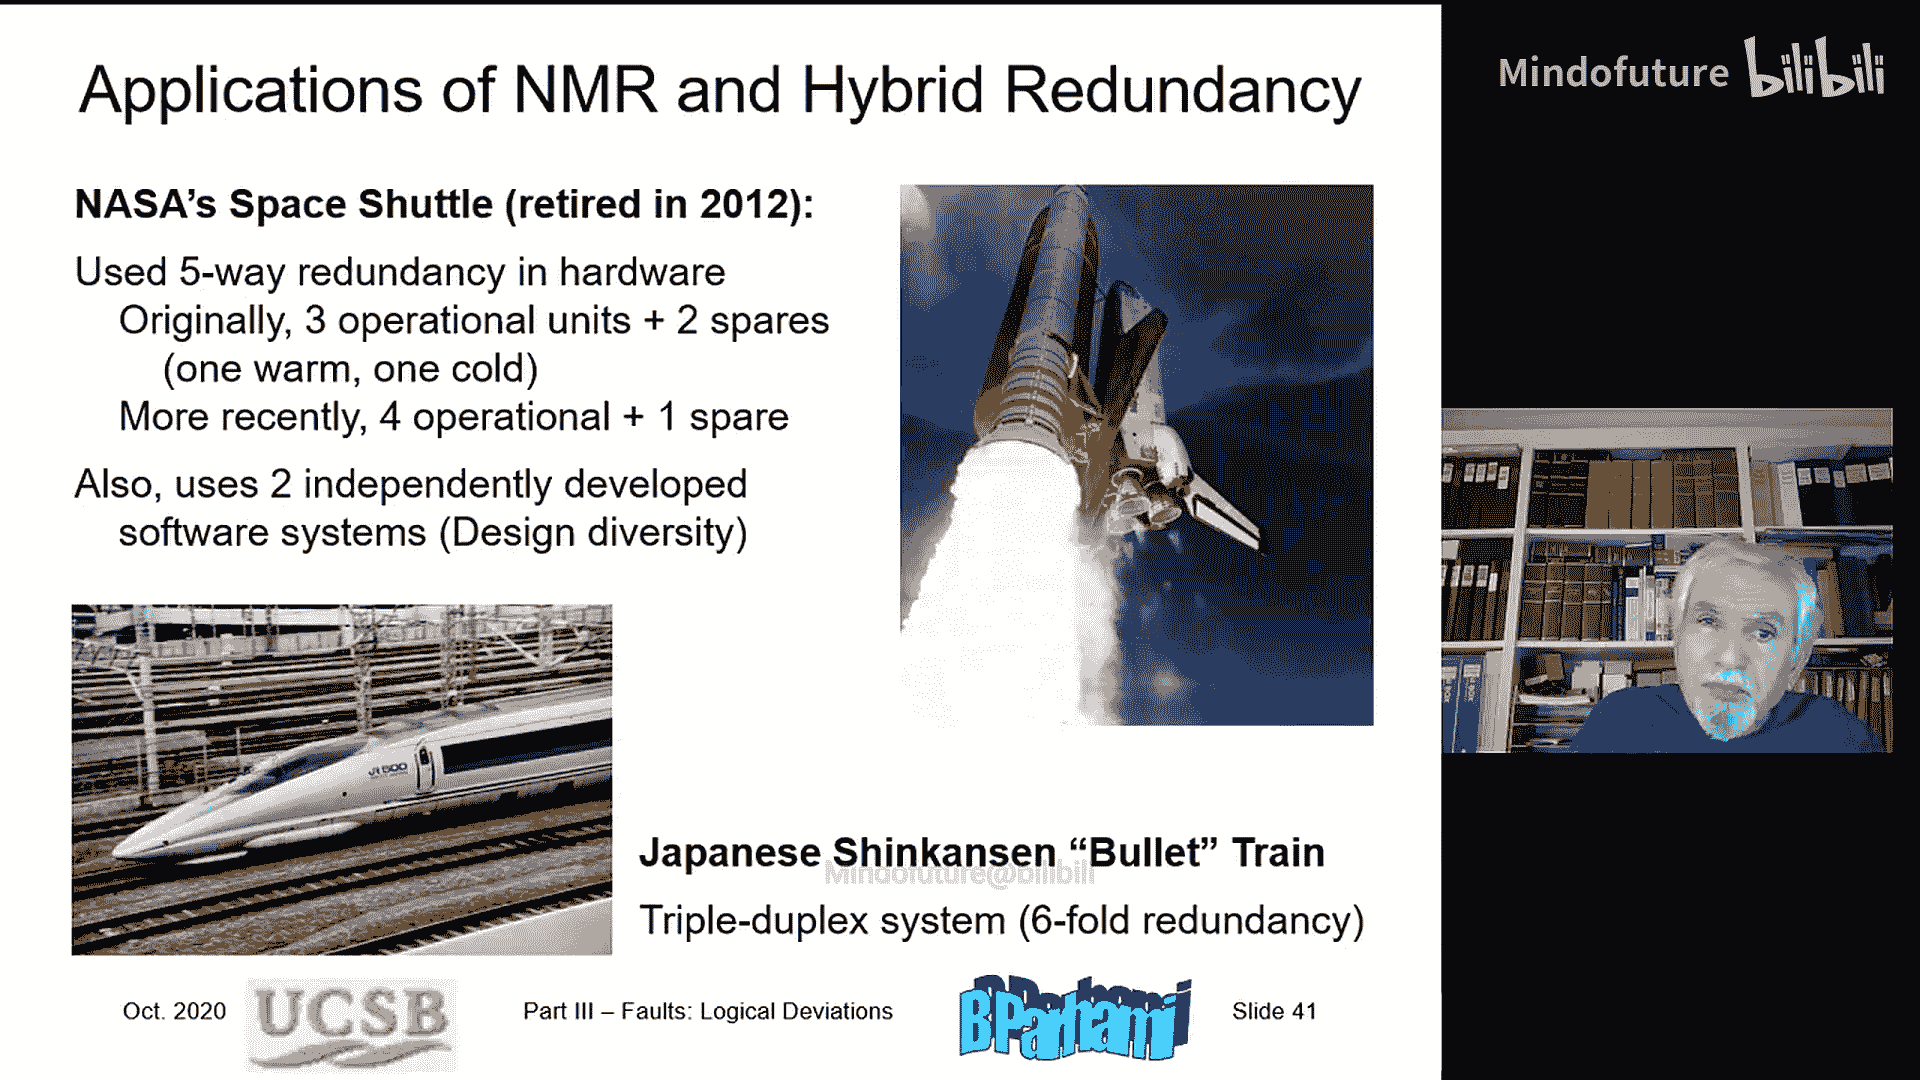 Applications of NMR and Hybrid Redundancy
Mindofuture bilibili
NASA's Space Shuttle (retired in 2012):
Used 5-way redundancy in hardware
Originally, 3 operational units + 2 spares
(one warm, one cold)
More recently, 4 operational + 1 spare
Also, uses 2 independently developed
software systems (Design diversity)
Japanese Shinkansen “Bullet” Train
Mindofuture@bilibili
Triple-duplex system (6-fold redundancy)
Oct. 2020
UCSB
Part III – Faults: Logical Deviations
B Parhami
Slide 41